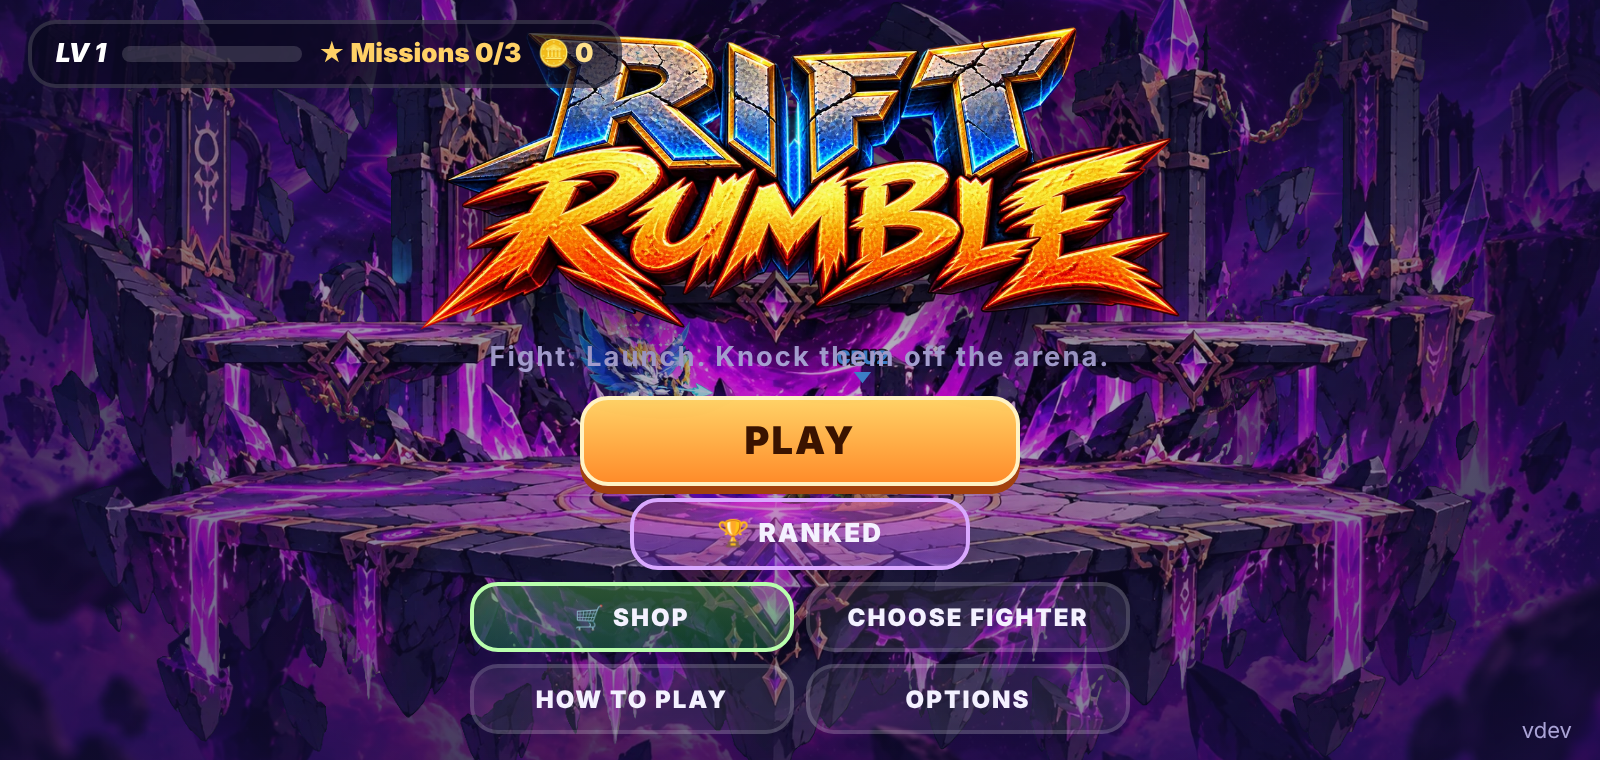 LV 1
★ Missions 0/3
0
RIFT
RUMBLE
Fight. Launch. Knock them off the arena.
PLAY
RANKED
SHOP
CHOOSE FIGHTER
HOW TO PLAY
OPTIONS
vdev